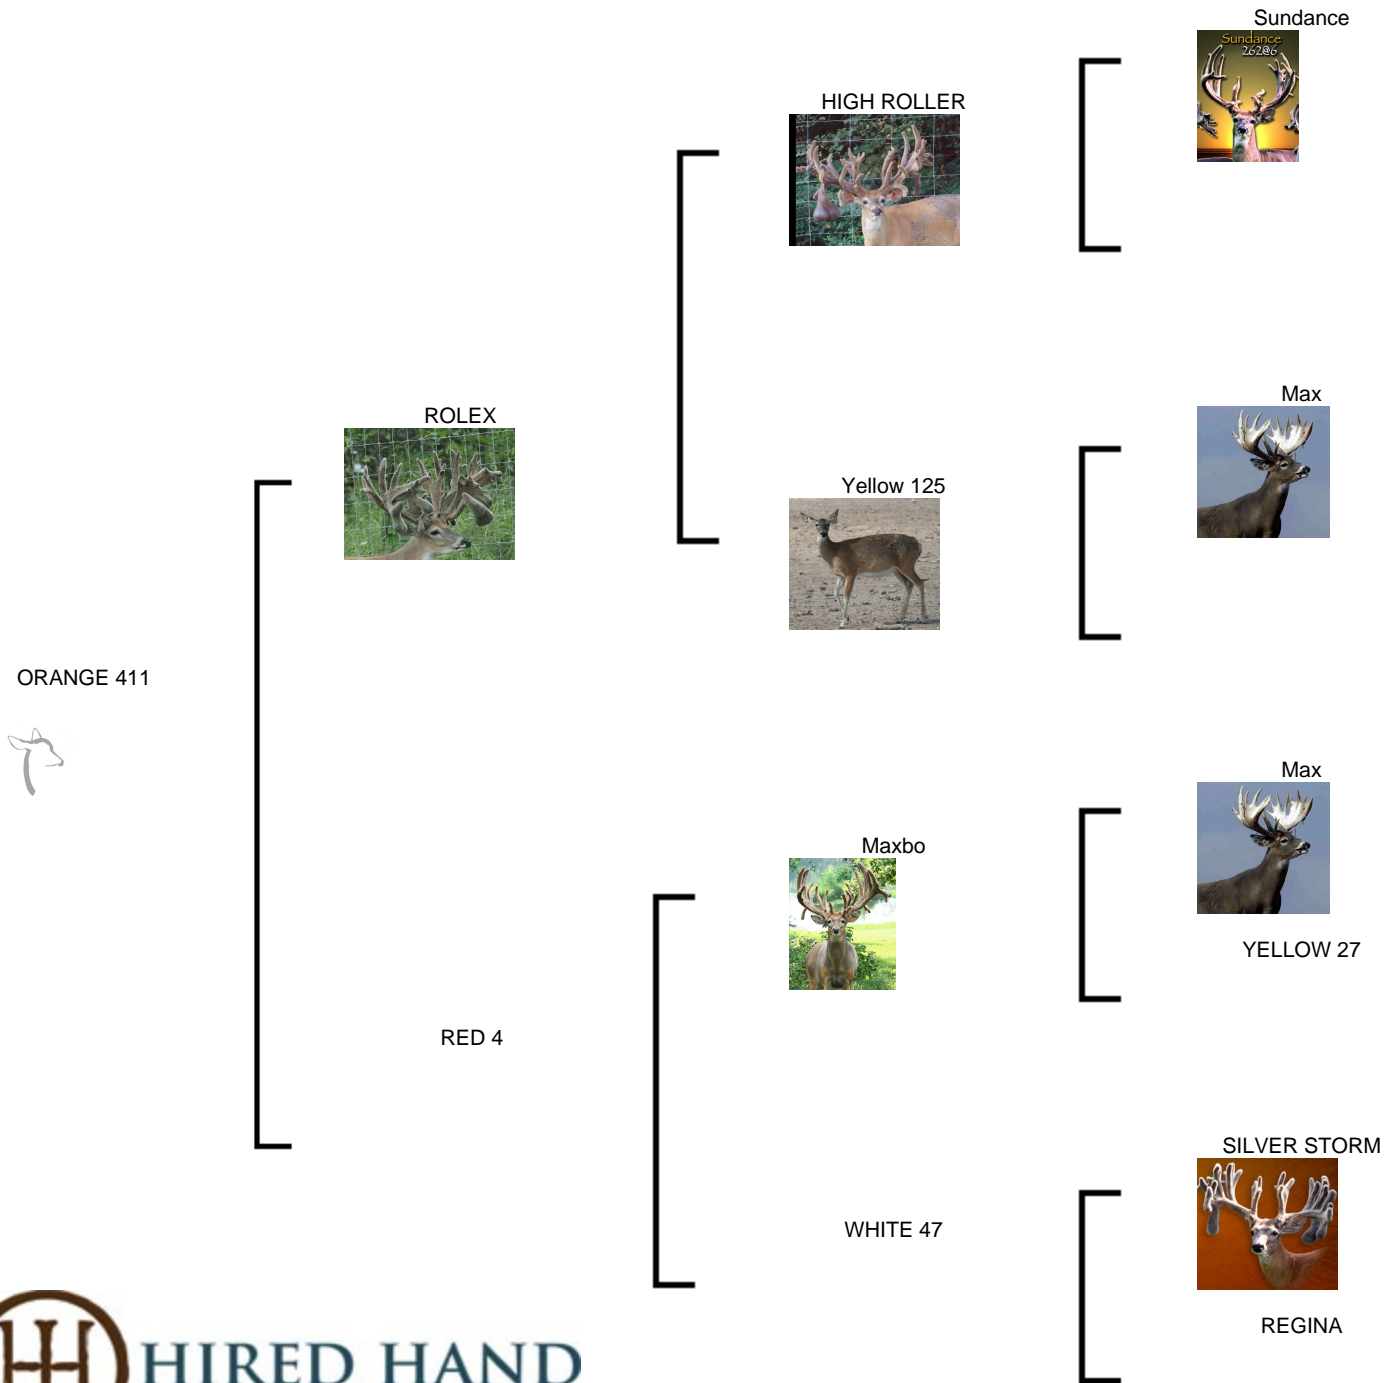 Sundance
Sundance
262@6
HIGH ROLLER
Max
ROLEX
Yellow 125
ORANGE 411
Max
Maxbo
YELLOW 27
RED 4
SILVER STORM
WHITE 47
REGINA
HIRED HAND